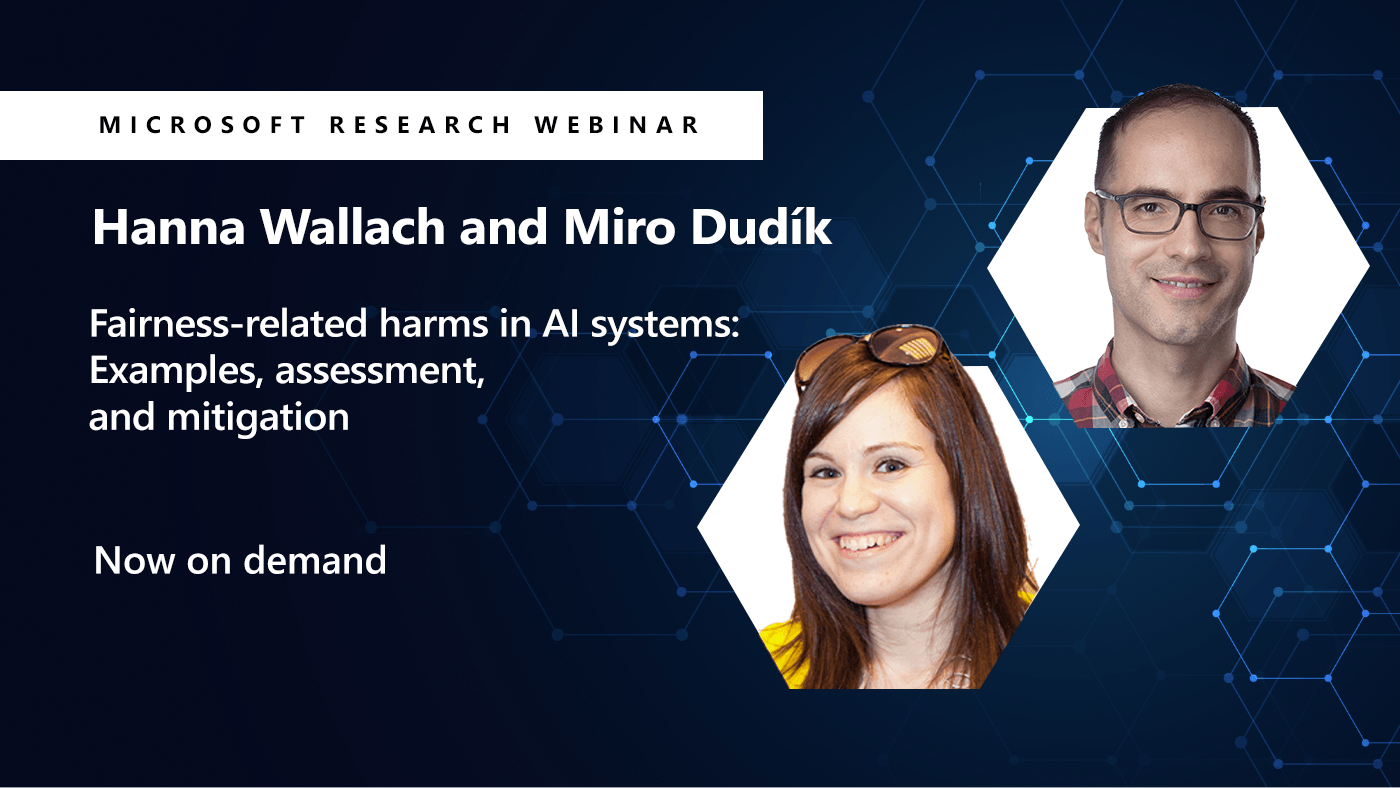 MICROSOFT RESEARCH WEBINAR
Hanna Wallach and Miro Dudík
Fairness-related harms in AI systems:
Examples, assessment,
and mitigation
Now on demand